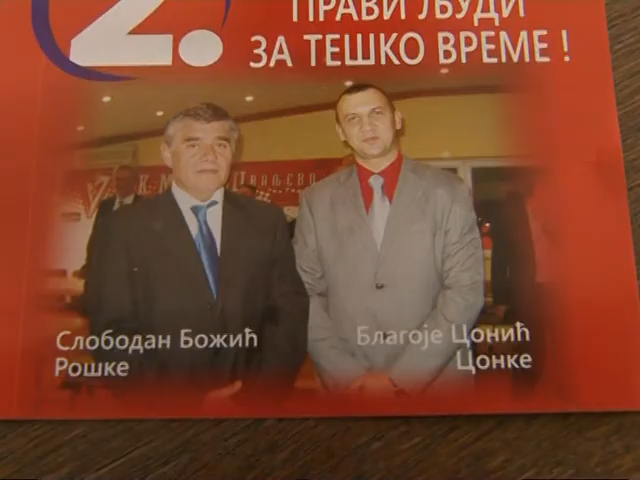 2.
ПРАВИ ЉУДИ
ЗА ТЕШКО ВРЕМЕ !
Слободан Божић
Рошке
Благоје Цонић
Цонке